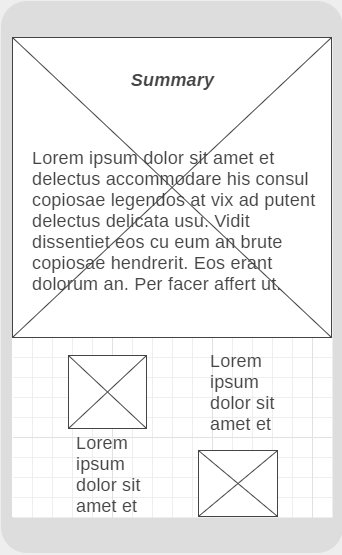 Summary
Lorem ipsum dolor sit amet et
delectus accommodare his consul
copiosae legendos at vix ad putent
delectus delicata usu. Vidit
dissentiet eos cu eum an brute
copiosae hendrerit. Eos erant
dolorum an. Per facer affert ut.
Lorem
ipsum
dolor sit
amet et
Lorem
ipsum
dolor sit
amet et